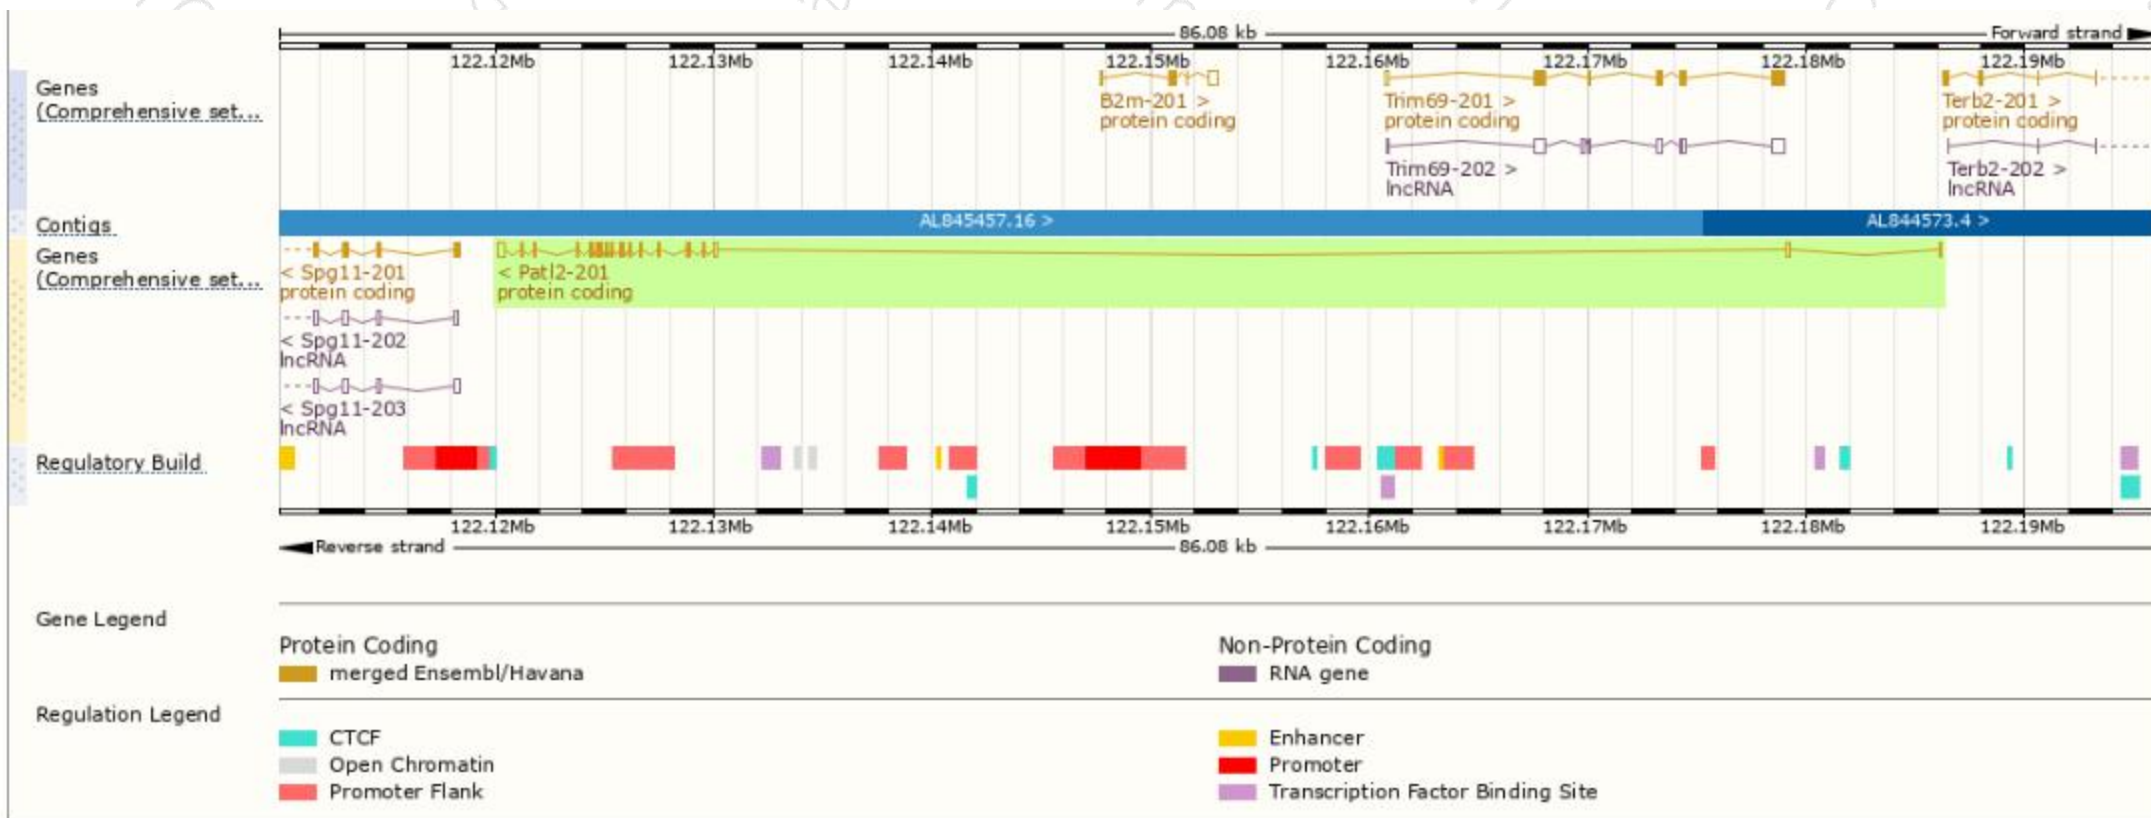 86.08 kb
Forward strand
122.12Mb 122.13Mb 122.14Mb 122.15Mb 122.16Mb 122.17Mb 122.18Mb 122.19Mb
Genes
(Comprehensive set...
B2m-201 >
protein coding
Trim69-201 >
protein coding
Terb2-201 >
protein coding
Trim69-202 >
lncRNA
Terb2-202 >
lncRNA
Contigs
AL845457.16 >
AL844573.4 >
Genes
(Comprehensive set...
< Spg11-201
protein coding
< Patl2-201
protein coding
< Spg11-202
lncRNA
< Spg11-203
lncRNA
Regulatory Build
122.12Mb 122.13Mb 122.14Mb 122.15Mb 122.16Mb 122.17Mb 122.18Mb 122.19Mb
Reverse strand
86.08 kb
Gene Legend
Protein Coding
merged Ensembl/Havana
Non-Protein Coding
RNA gene
Regulation Legend
CTCF
Open Chromatin
Promoter Flank
Enhancer
Promoter
Transcription Factor Binding Site